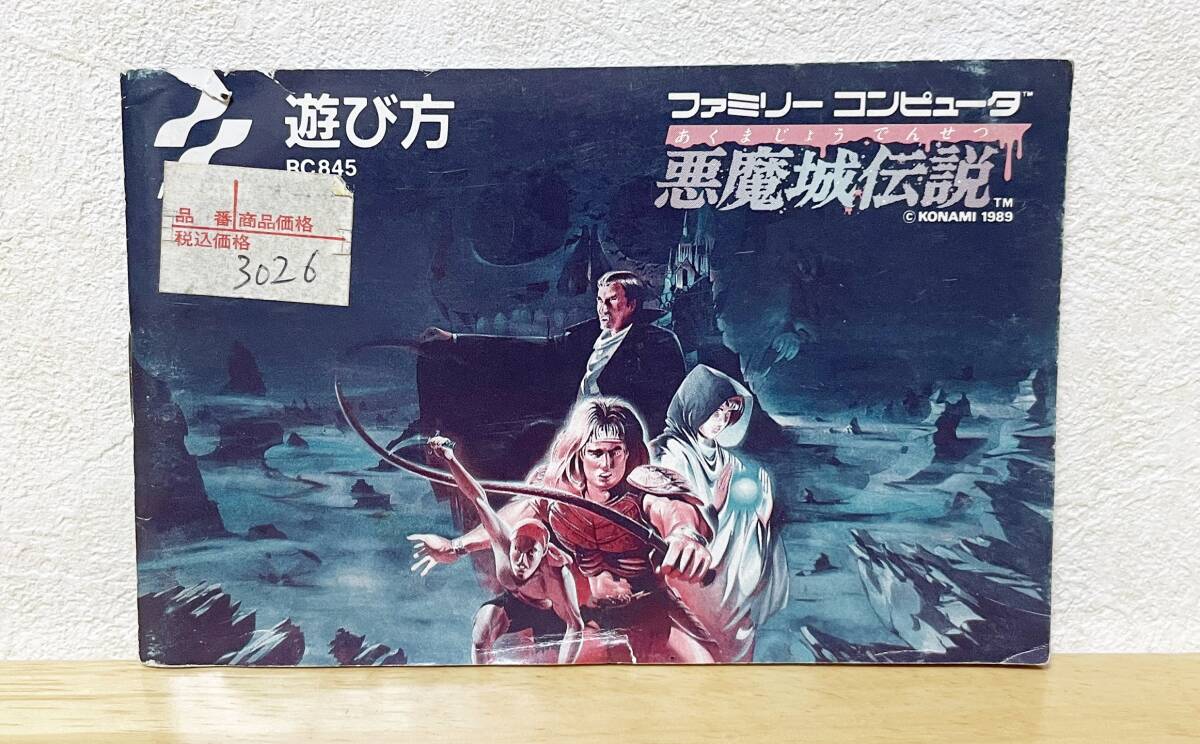 遊び方
RC845
品番 商品価格
税込価格
3026
ファミリー コンピュータ™
あくまじょうでんせつ
悪魔城伝説™
© KONAMI 1989